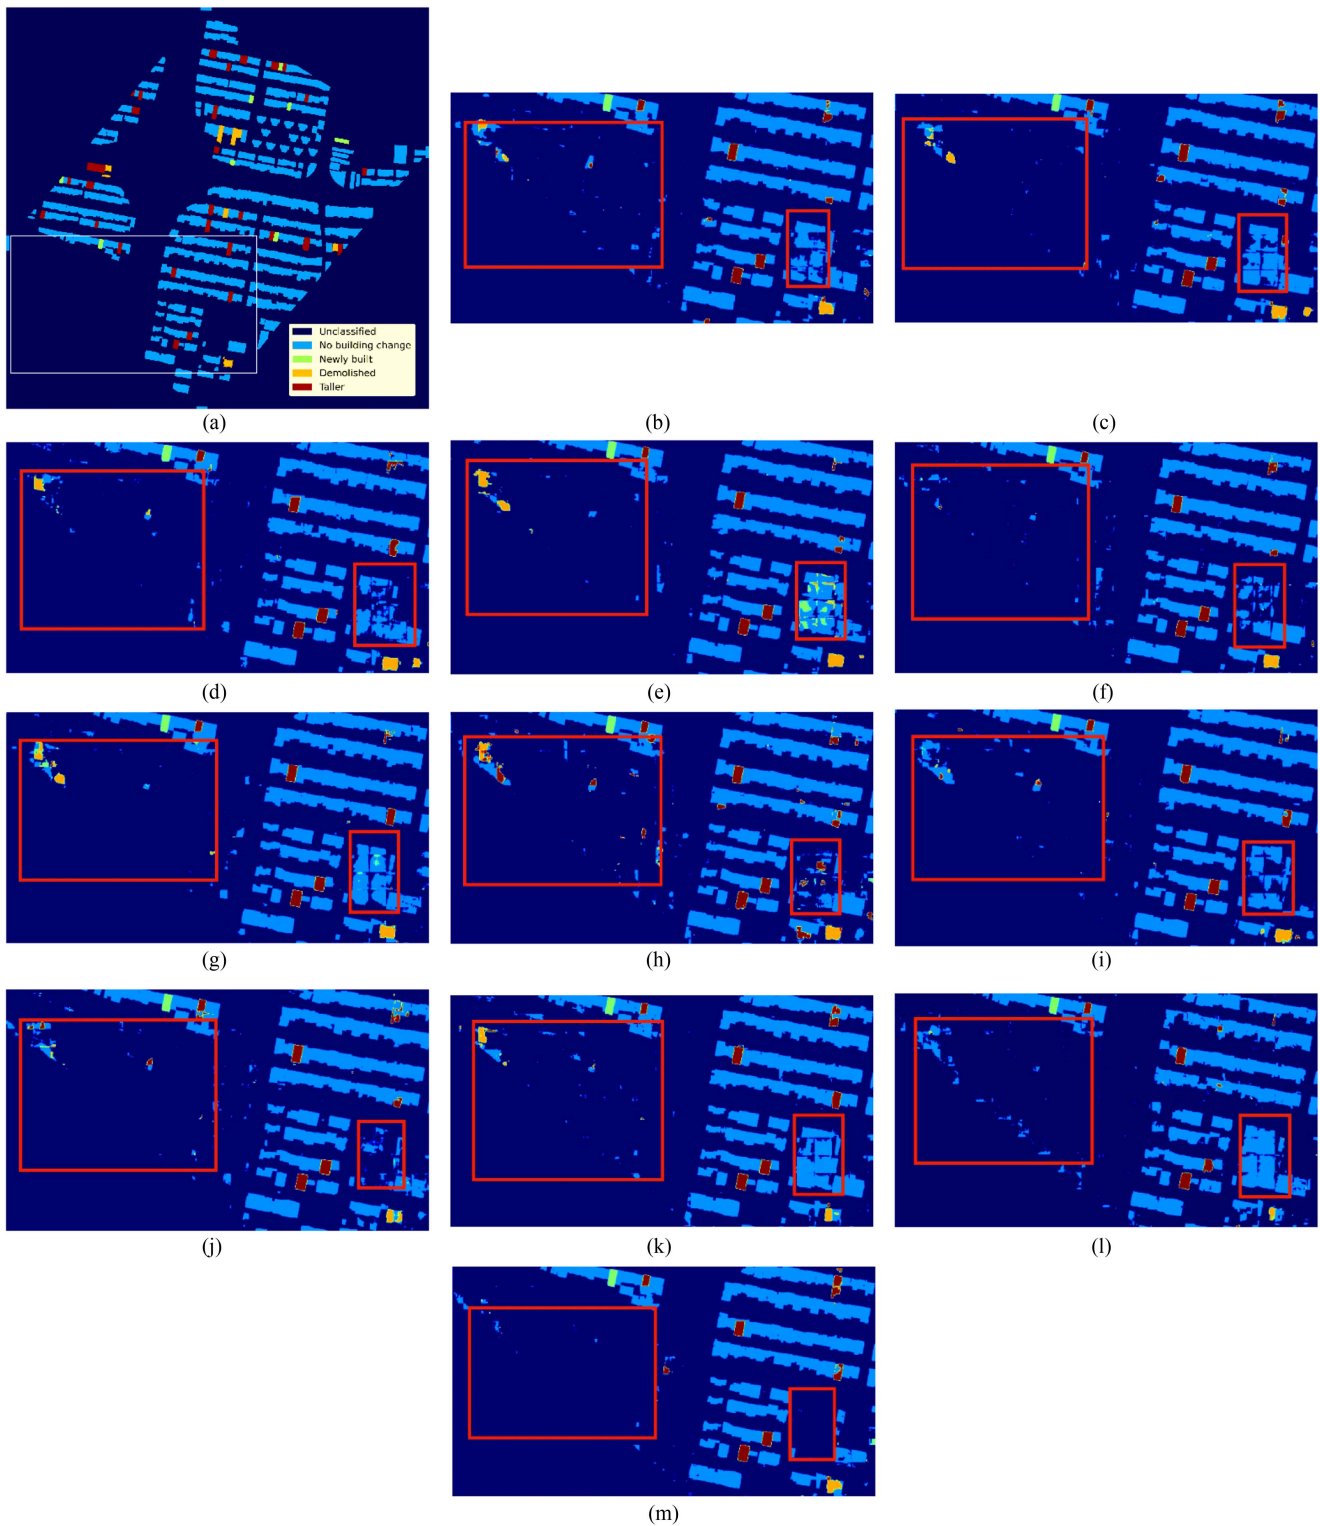 Unclassified
No building change
Newly built
Demolished
Taller
(a)
(b)
(c)
(d)
(e)
(f)
(g)
(h)
(i)
(j)
(k)
(l)
(m)